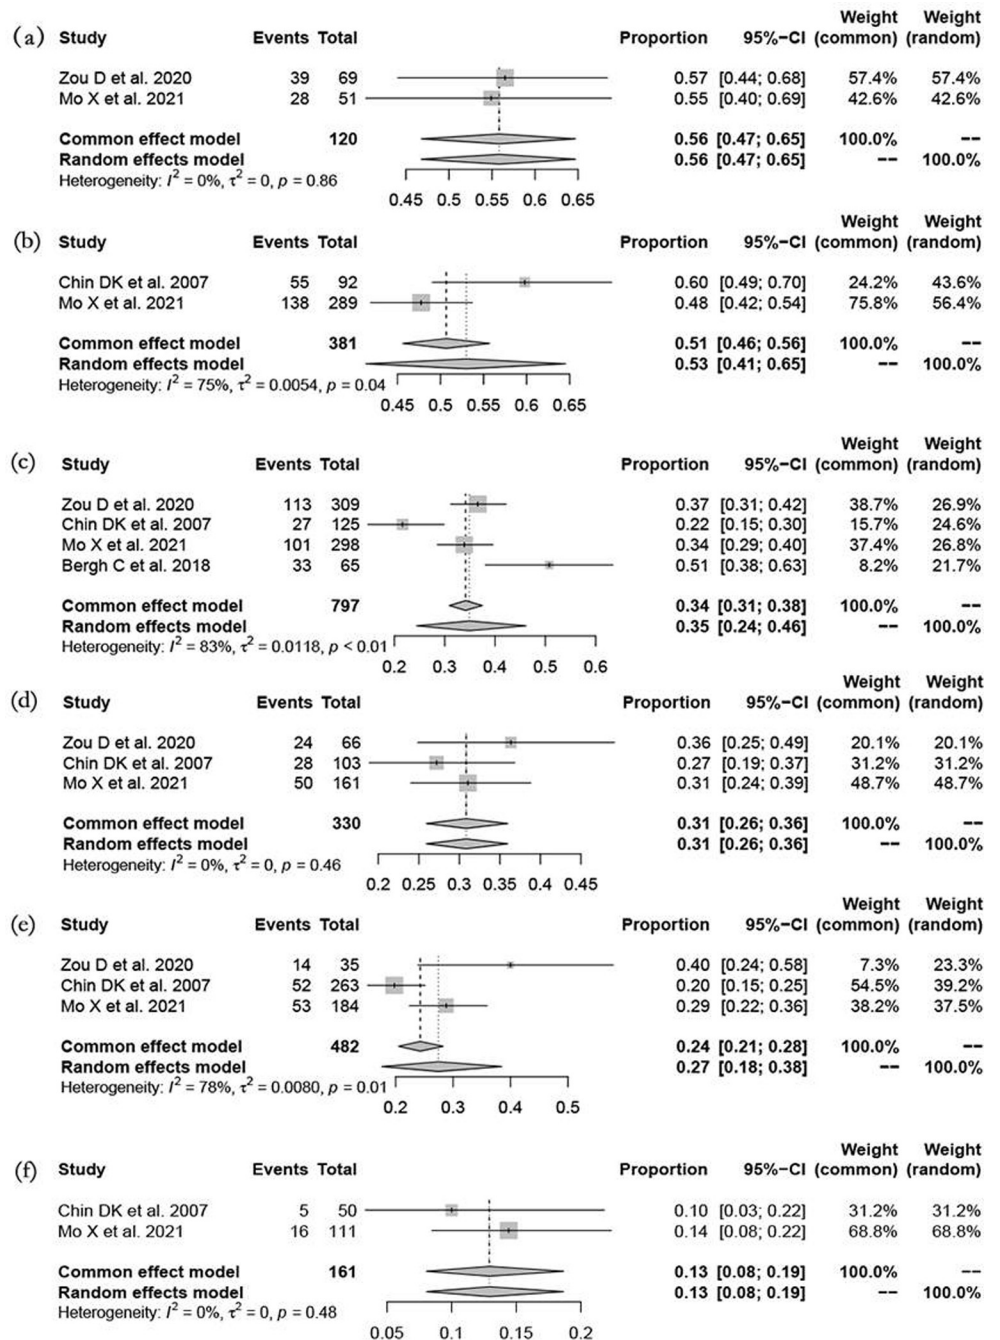 Weight Weight
(a) Study Events Total Proportion 95%−CI (common) (random)
Zou D et al. 2020 39 69 0.57 [0.44; 0.68] 57.4% 57.4%
Mo X et al. 2021 28 51 0.55 [0.40; 0.69] 42.6% 42.6%
Common effect model 120 0.56 [0.47; 0.65] 100.0% −−
Random effects model 0.56 [0.47; 0.65] −− 100.0%
Heterogeneity: I² = 0%, τ² = 0, p = 0.86
0.45 0.5 0.55 0.6 0.65
Weight Weight
(b) Study Events Total Proportion 95%−CI (common) (random)
Chin DK et al. 2007 55 92 0.60 [0.49; 0.70] 24.2% 43.6%
Mo X et al. 2021 138 289 0.48 [0.42; 0.54] 75.8% 56.4%
Common effect model 381 0.51 [0.46; 0.56] 100.0% −−
Random effects model 0.53 [0.41; 0.65] −− 100.0%
Heterogeneity: I² = 75%, τ² = 0.0054, p = 0.04
0.45 0.5 0.55 0.6 0.65
Weight Weight
(c) Study Events Total Proportion 95%−CI (common) (random)
Zou D et al. 2020 113 309 0.37 [0.31; 0.42] 38.7% 26.9%
Chin DK et al. 2007 27 125 0.22 [0.15; 0.30] 15.7% 24.6%
Mo X et al. 2021 101 298 0.34 [0.29; 0.40] 37.4% 26.8%
Bergh C et al. 2018 33 65 0.51 [0.38; 0.63] 8.2% 21.7%
Common effect model 797 0.34 [0.31; 0.38] 100.0% −−
Random effects model 0.35 [0.24; 0.46] −− 100.0%
Heterogeneity: I² = 83%, τ² = 0.0118, p < 0.01
0.2 0.3 0.4 0.5 0.6
Weight Weight
(d) Study Events Total Proportion 95%−CI (common) (random)
Zou D et al. 2020 24 66 0.36 [0.25; 0.49] 20.1% 20.1%
Chin DK et al. 2007 28 103 0.27 [0.19; 0.37] 31.2% 31.2%
Mo X et al. 2021 50 161 0.31 [0.24; 0.39] 48.7% 48.7%
Common effect model 330 0.31 [0.26; 0.36] 100.0% −−
Random effects model 0.31 [0.26; 0.36] −− 100.0%
Heterogeneity: I² = 0%, τ² = 0, p = 0.46
0.2 0.25 0.3 0.35 0.4 0.45
Weight Weight
(e) Study Events Total Proportion 95%−CI (common) (random)
Zou D et al. 2020 14 35 0.40 [0.24; 0.58] 7.3% 23.3%
Chin DK et al. 2007 52 263 0.20 [0.15; 0.25] 54.5% 39.2%
Mo X et al. 2021 53 184 0.29 [0.22; 0.36] 38.2% 37.5%
Common effect model 482 0.24 [0.21; 0.28] 100.0% −−
Random effects model 0.27 [0.18; 0.38] −− 100.0%
Heterogeneity: I² = 78%, τ² = 0.0080, p = 0.01
0.2 0.3 0.4 0.5
Weight Weight
(f) Study Events Total Proportion 95%−CI (common) (random)
Chin DK et al. 2007 5 50 0.10 [0.03; 0.22] 31.2% 31.2%
Mo X et al. 2021 16 111 0.14 [0.08; 0.22] 68.8% 68.8%
Common effect model 161 0.13 [0.08; 0.19] 100.0% −−
Random effects model 0.13 [0.08; 0.19] −− 100.0%
Heterogeneity: I² = 0%, τ² = 0, p = 0.48
0.05 0.1 0.15 0.2